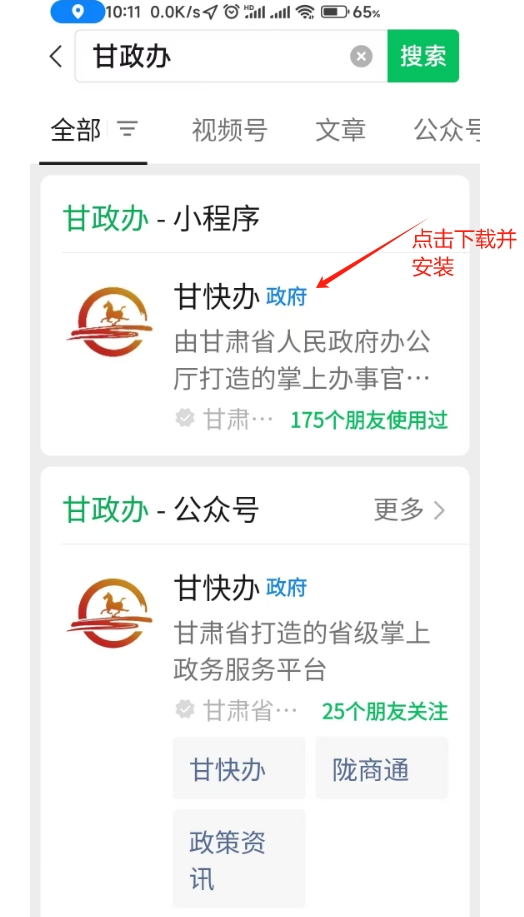 10:11 0.0K/s HD 65%
甘政办 搜索
全部 视频号 文章 公众号
甘政办 - 小程序
点击下载并
安装
甘快办 政府
由甘肃省人民政府办公
厅打造的掌上办事官…
甘肃… 175个朋友使用过
甘政办 - 公众号 更多
甘快办 政府
甘肃省打造的省级掌上
政务服务平台
甘肃省… 25个朋友关注
甘快办 陇商通
政策资
讯